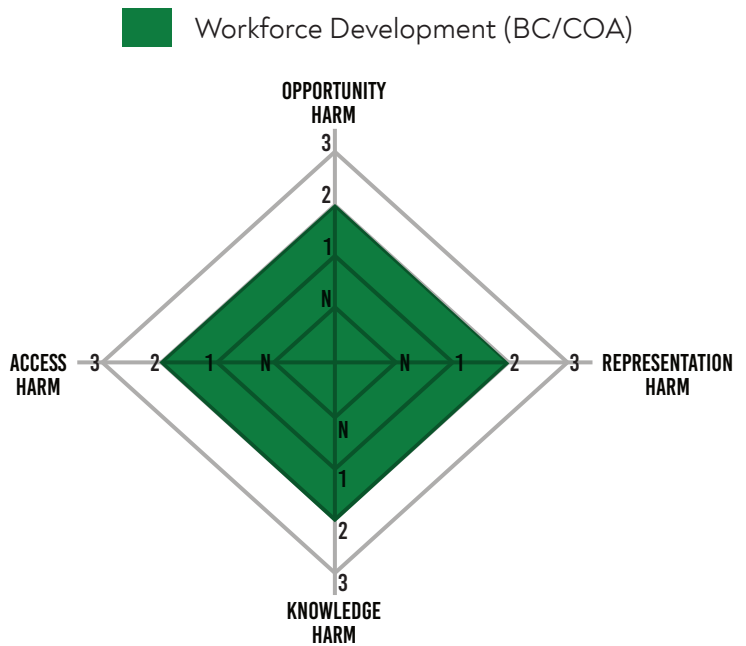 Workforce Development (BC/COA)
OPPORTUNITY
HARM
3
2
1
N
ACCESS
HARM
3 2 1 N N 1 2 3
REPRESENTATION
HARM
N
1
2
3
KNOWLEDGE
HARM